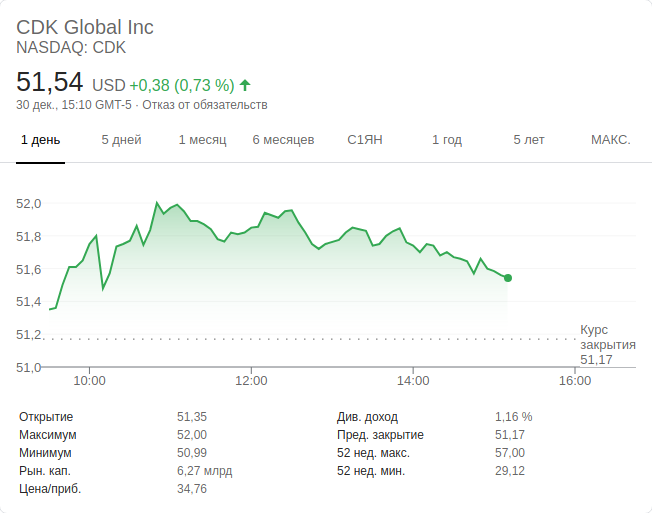 CDK Global Inc
NASDAQ: CDK
51,54 USD +0,38 (0,73 %)
30 дек., 15:10 GMT-5 · Отказ от обязательств
1 день 5 дней 1 месяц 6 месяцев С1ЯН 1 год 5 лет МАКС.
52,0
51,8
51,6
51,4
51,2
51,0
Курс
закрытия
51,17
10:00 12:00 14:00 16:00
Открытие 51,35 Див. доход 1,16 %
Максимум 52,00 Пред. закрытие 51,17
Минимум 50,99 52 нед. макс. 57,00
Рын. кап. 6,27 млрд 52 нед. мин. 29,12
Цена/приб. 34,76